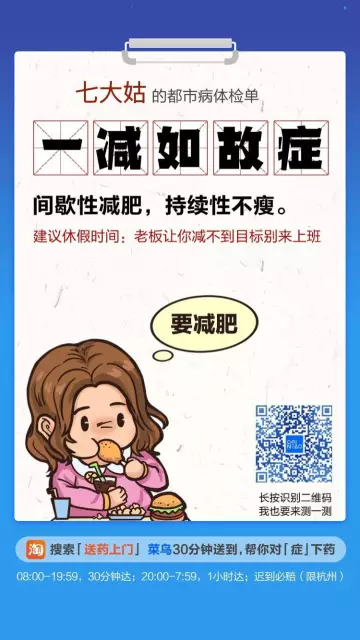 七大姑 的都市病体检单
一减如故症
间歇性减肥，持续性不瘦。
建议休假时间：老板让你减不到目标别来上班
要减肥
长按识别二维码
我也要来测一测
淘 搜索「送药上门」 菜鸟30分钟送到，帮你对「症」下药
08:00-19:59，30分钟达；20:00-7:59，1小时达；迟到必赔（限杭州）